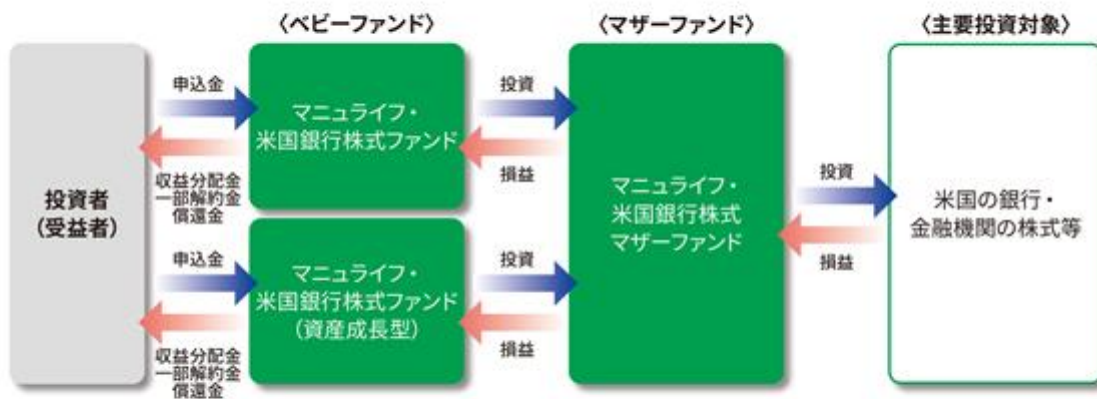 〈ベビーファンド〉
〈マザーファンド〉
〈主要投資対象〉
投資者
（受益者）
申込金
収益分配金
一部解約金
償還金
マニュライフ・
米国銀行株式ファンド
投資
損益
申込金
収益分配金
一部解約金
償還金
マニュライフ・
米国銀行株式ファンド
（資産成長型）
投資
損益
マニュライフ・
米国銀行株式
マザーファンド
投資
損益
米国の銀行・
金融機関の株式等